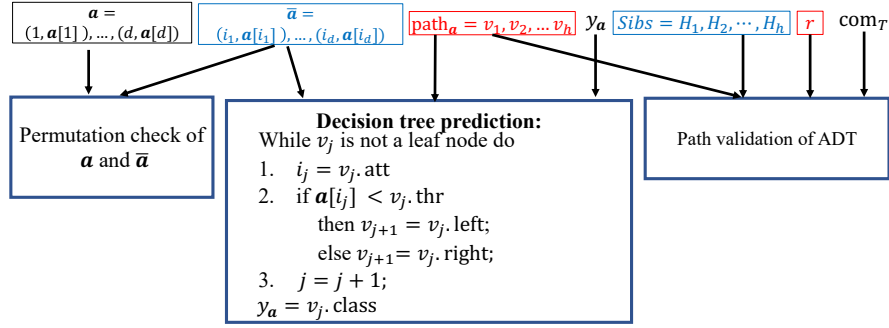 𝒂 =
(1, 𝒂[1] ), …, (d, 𝒂[d])
𝒂̅ =
(i₁, 𝒂[i₁] ), …, (i_d, 𝒂[i_d])
path_𝒂 = v₁, v₂, … v_h
y_𝒂
Sibs = H₁, H₂, ⋯, H_h
r
com_T
Permutation check of
𝒂 and 𝒂̅
Decision tree prediction:
While v_j is not a leaf node do
1. i_j = v_j. att
2. if 𝒂[i_j] < v_j. thr
then v_{j+1} = v_j. left;
else v_{j+1}= v_j. right;
3. j = j + 1;
y_𝒂 = v_j. class
Path validation of ADT